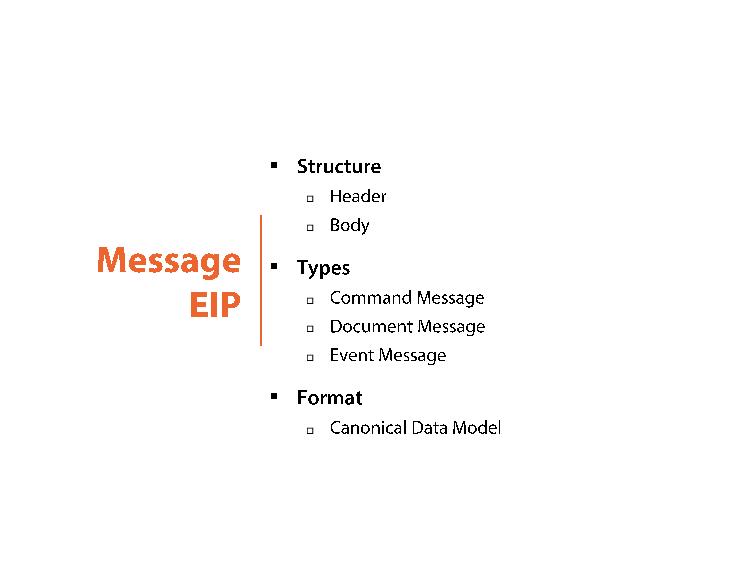 Message
EIP
Structure
Header
Body
Types
Command Message
Document Message
Event Message
Format
Canonical Data Model